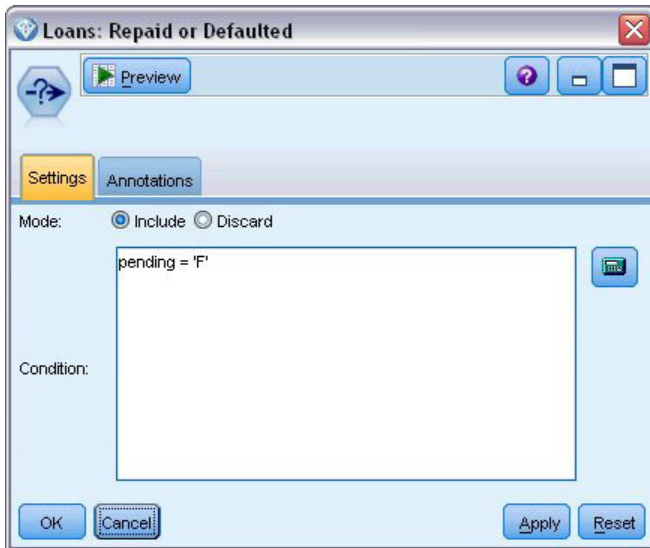 Loans: Repaid or Defaulted
-?
Preview
?
Settings Annotations
Mode: Include Discard
pending = 'F'
Condition:
OK Cancel Apply Reset